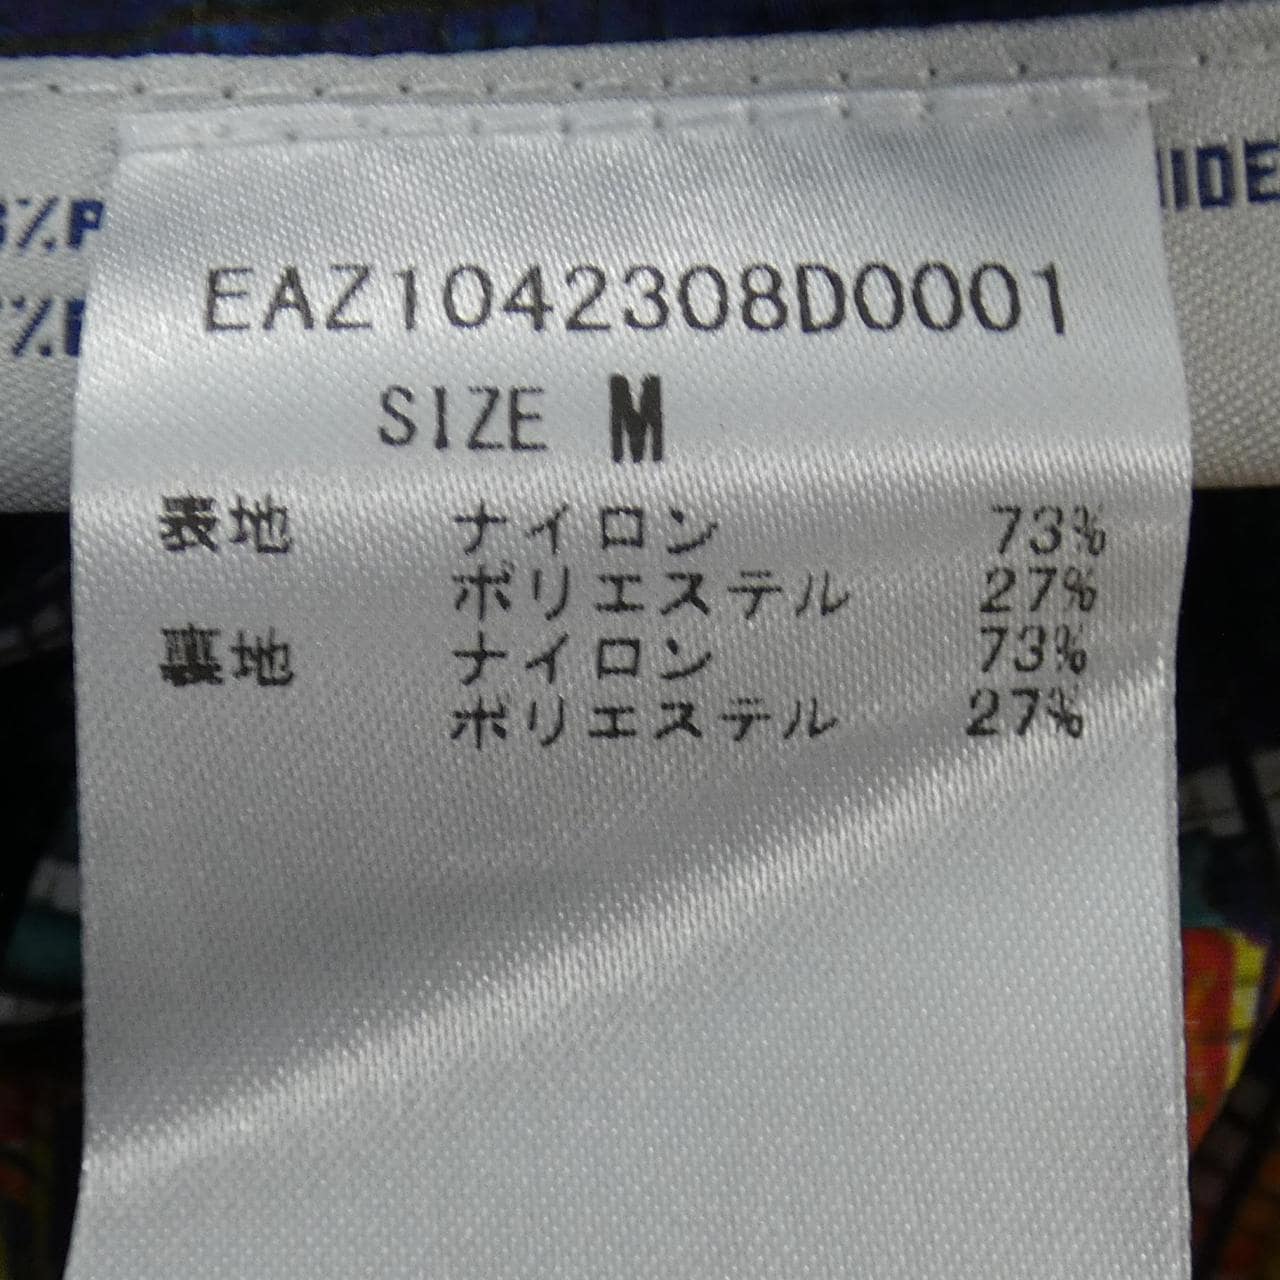 EAZ1042308D0001
SIZE M
表地 ナイロン 73%
ポリエステル 27%
裏地 ナイロン 73%
ポリエステル 27%
%P
%
IDE